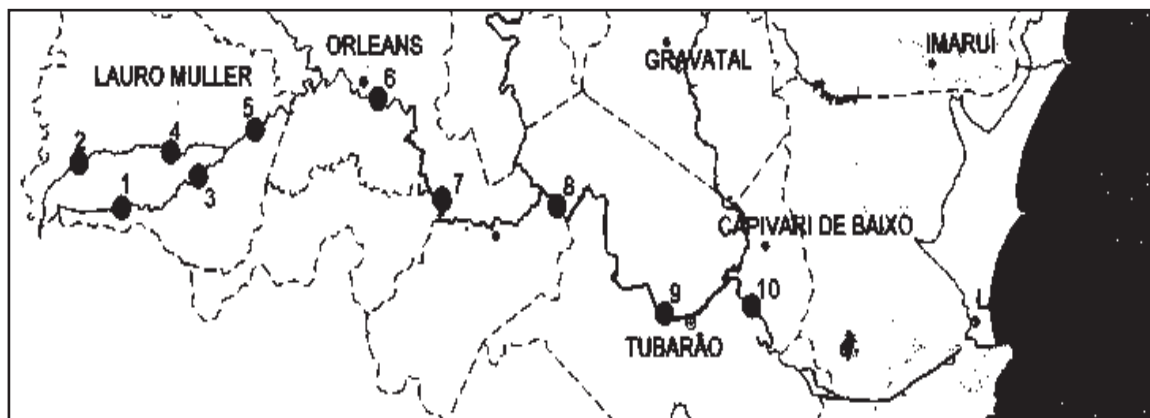 ORLEANS
GRAVATAL
IMARUÍ
LAURO MULLER
6
5
4
2
3
1
7
8
CAPIVARI DE BAIXO
9
10
L
TUBARÃO